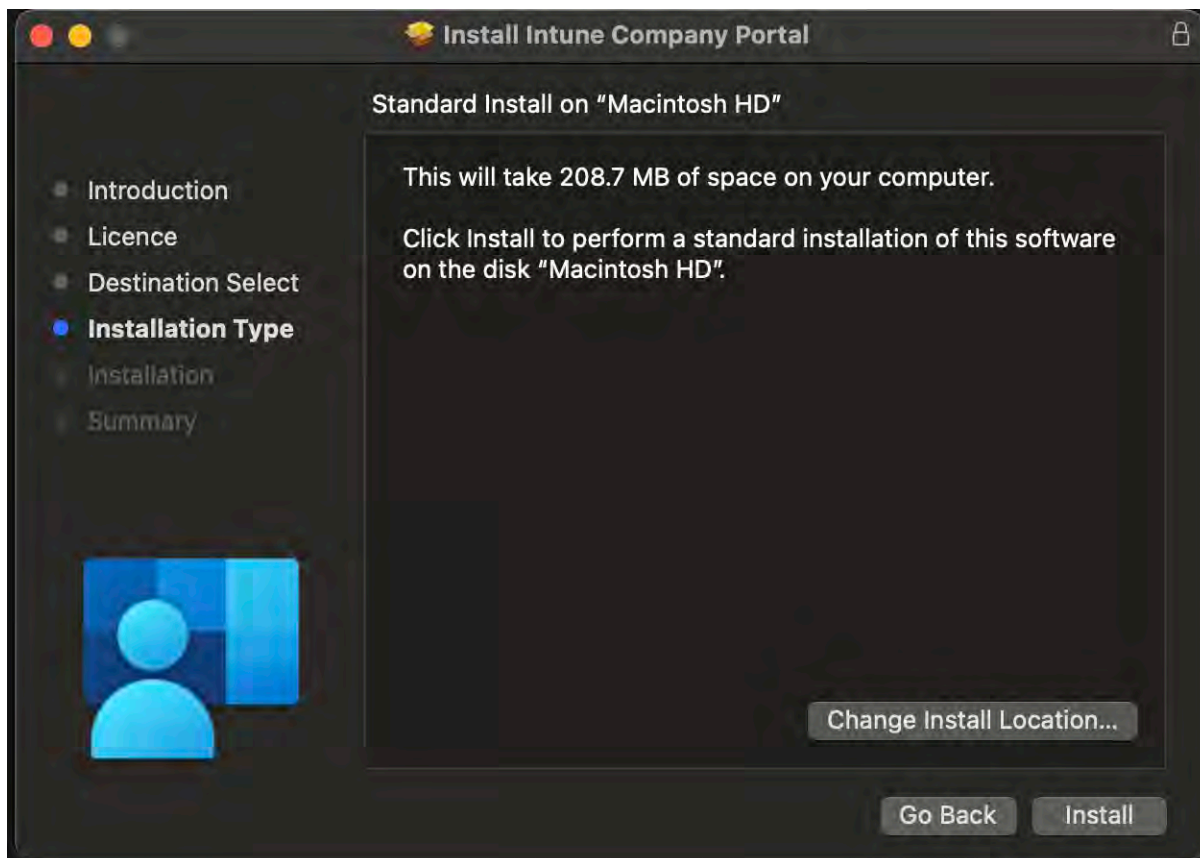 Install Intune Company Portal
Standard Install on “Macintosh HD”
Introduction
Licence
Destination Select
Installation Type
Installation
Summary
This will take 208.7 MB of space on your computer.
Click Install to perform a standard installation of this software
on the disk “Macintosh HD”.
Change Install Location...
Go Back
Install